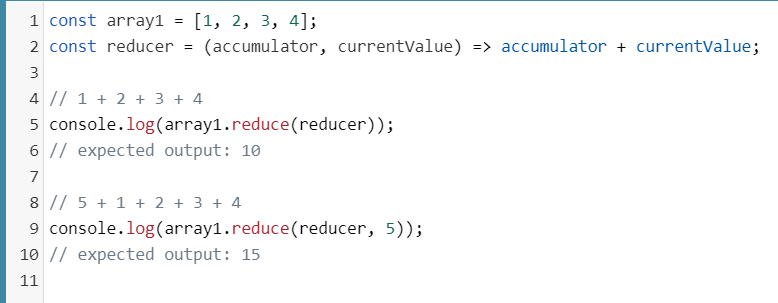 1 const array1 = [1, 2, 3, 4];
2 const reducer = (accumulator, currentValue) => accumulator + currentValue;
3
4 // 1 + 2 + 3 + 4
5 console.log(array1.reduce(reducer));
6 // expected output: 10
7
8 // 5 + 1 + 2 + 3 + 4
9 console.log(array1.reduce(reducer, 5));
10 // expected output: 15
11